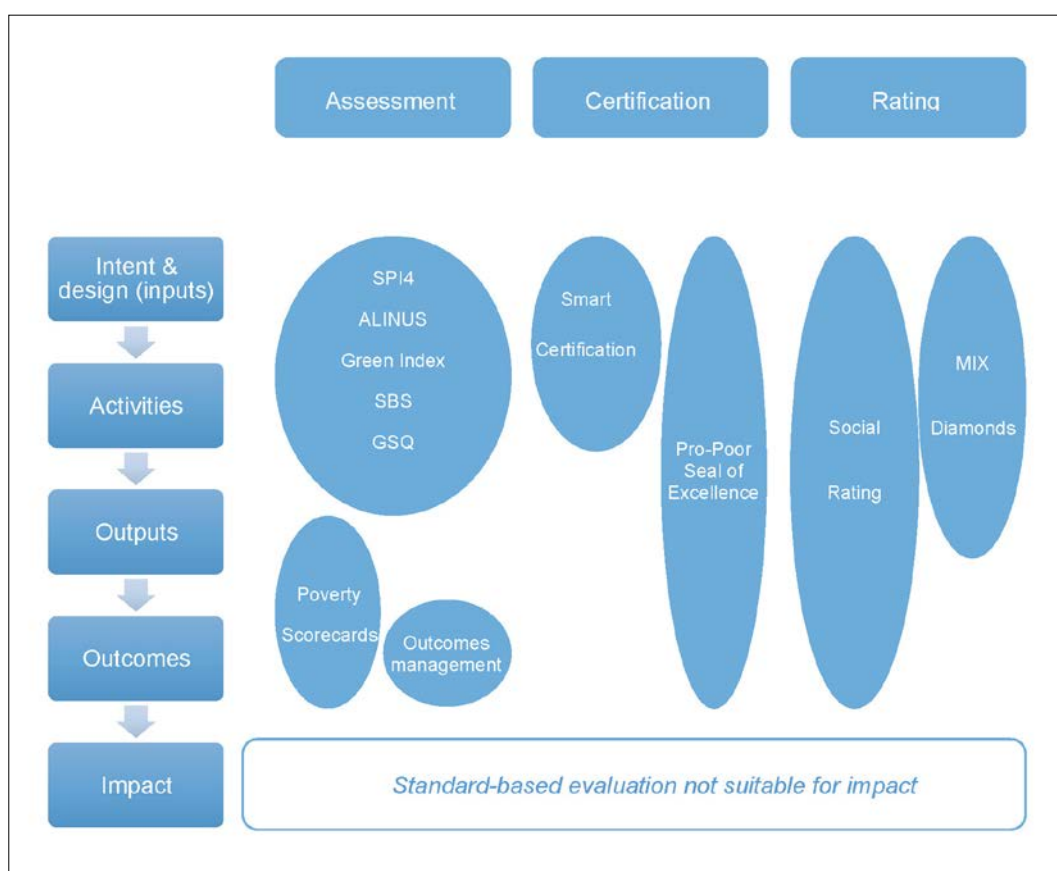 Assessment
Certification
Rating
Intent &
design (inputs)
Activities
Outputs
Outcomes
Impact
SPI4
ALINUS
Green Index
SBS
GSQ
Poverty
Scorecards
Outcomes
management
Smart
Certification
Pro-Poor
Seal of
Excellence
Social
Rating
MIX
Diamonds
Standard-based evaluation not suitable for impact